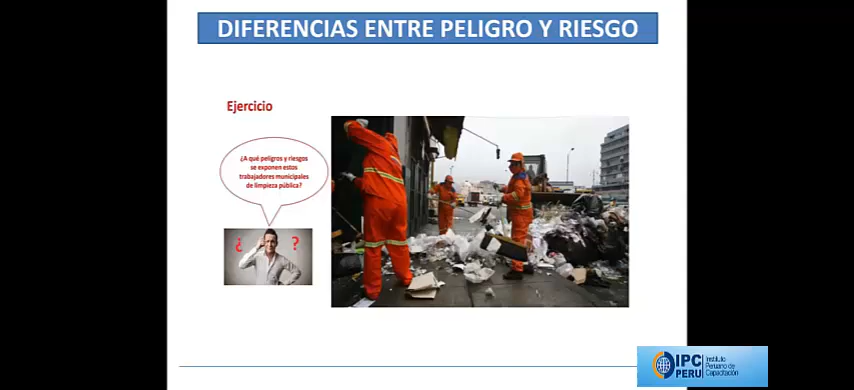 DIFERENCIAS ENTRE PELIGRO Y RIESGO
Ejercicio
¿A qué peligros y riesgos
se exponen estos
trabajadores municipales
de limpieza pública?
¿ ?
IPC
PERU
Instituto
Peruano de
Capacitación